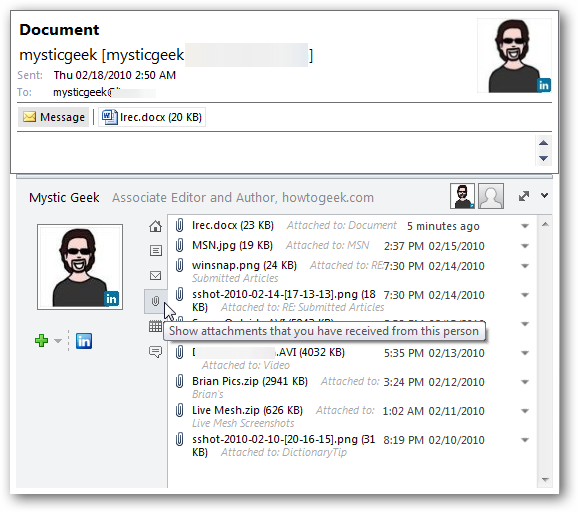 Document
mysticgeek [mysticgeek ]
Sent: Thu 02/18/2010 2:50 AM
To: mysticgeek@
Message lrec.docx (20 KB)
Mystic Geek Associate Editor and Author, howtogeek.com
lrec.docx (23 KB) Attached to: Document 5 minutes ago
MSN.jpg (19 KB) Attached to: MSN 2:37 PM 02/15/2010
winsnap.png (24 KB) Attached to: RE: 7:30 PM 02/14/2010
Submitted Articles
sshot-2010-02-14-[17-13-13].png (18 7:30 PM 02/14/2010
KB) Attached to: RE: Submitted Articles
Show attachments that you have received from this person
.AVI (4032 KB) 5:35 PM 02/13/2010
Attached to: Video
Brian Pics.zip (2941 KB) Attached to: 3:24 PM 02/12/2010
Brian's
Live Mesh.zip (626 KB) Attached to: 1:02 AM 02/11/2010
Live Mesh Screenshots
sshot-2010-02-10-[20-16-15].png (31 8:19 PM 02/10/2010
KB) Attached to: DictionaryTip
in
in
in